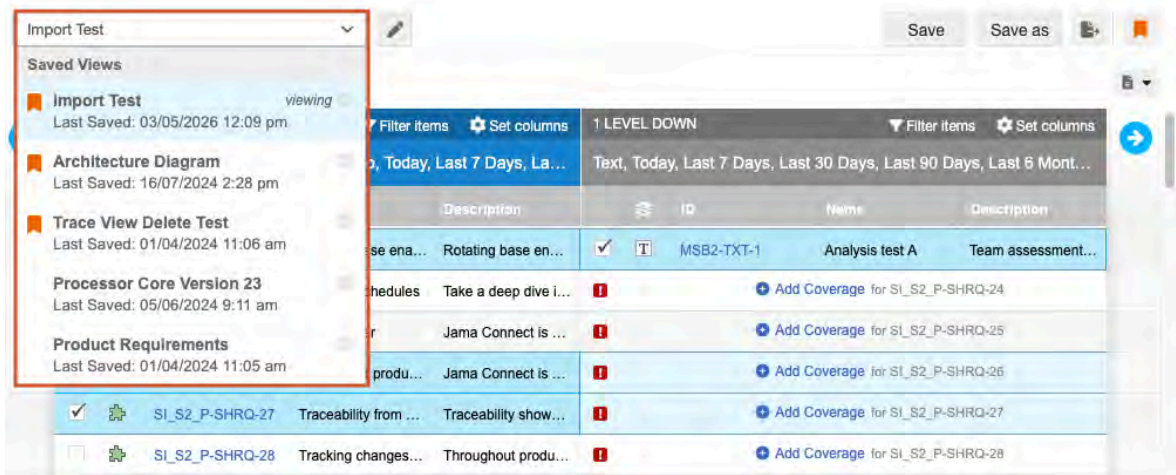 Import Test
Save Save as
Saved Views
Import Test viewing
Last Saved: 03/05/2026 12:09 pm
Architecture Diagram
Last Saved: 16/07/2024 2:28 pm
Trace View Delete Test
Last Saved: 01/04/2024 11:06 am
Processor Core Version 23
Last Saved: 05/06/2024 9:11 am
Product Requirements
Last Saved: 01/04/2024 11:05 am
Filter items Set columns 1 LEVEL DOWN Filter items Set columns
, Today, Last 7 Days, La... Text, Today, Last 7 Days, Last 30 Days, Last 90 Days, Last 6 Mont...
Description ID Name Description
se ena... Rotating base en... T MSB2-TXT-1 Analysis test A Team assessment...
hedules Take a deep dive i... Add Coverage for SI_S2_P-SHRQ-24
r Jama Connect is Add Coverage for SI_S2_P-SHRQ-25
produ... Jama Connect is ... Add Coverage for SI_S2_P-SHRQ-26
SI_S2_P-SHRQ-27 Traceability from ... Traceability show... Add Coverage for SI_S2_P-SHRQ-27
SI_S2_P-SHRQ-28 Tracking changes... Throughout produ... Add Coverage for SI_S2_P-SHRQ-28